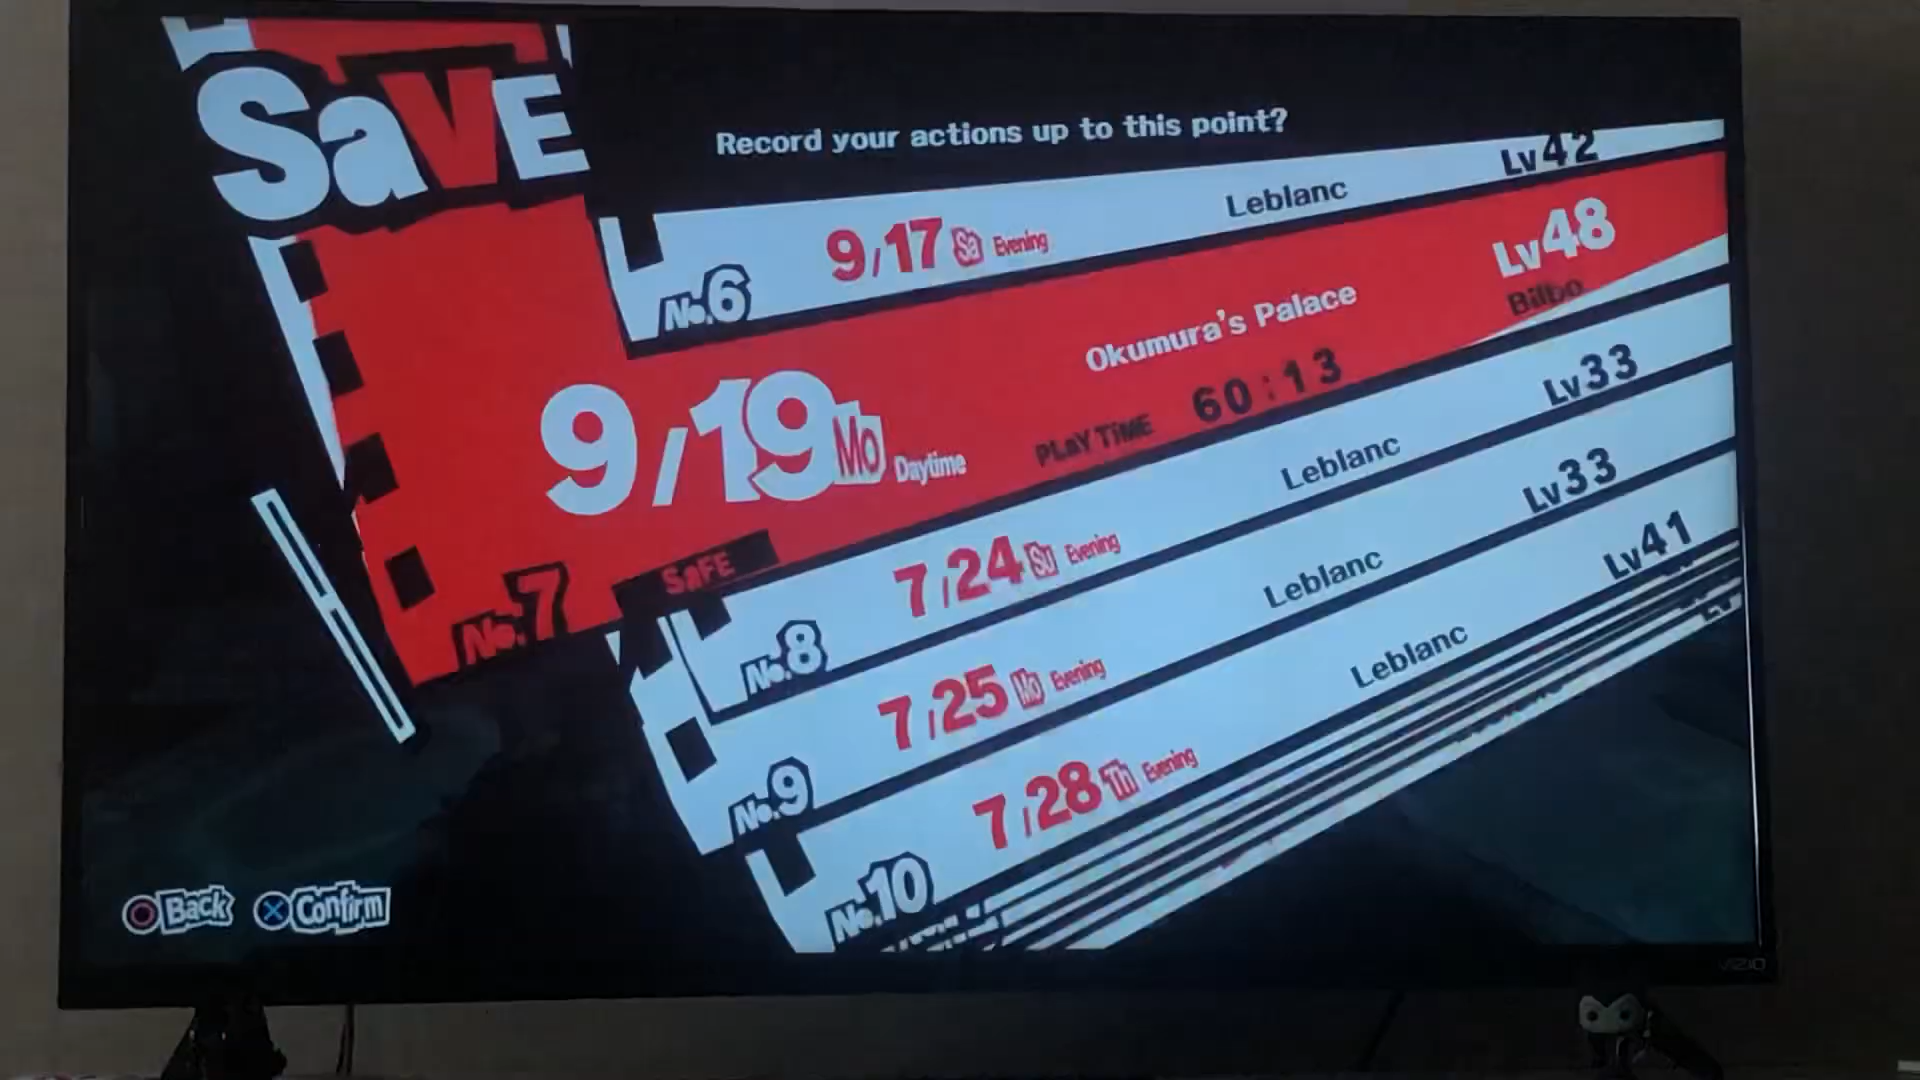 SaVE
Record your actions up to this point?
No.6 9/17 Sa Evening Leblanc Lv42
No.7 9/19 Mo Daytime Okumura's Palace Lv48
PLaY TiME 60:13 Bilbo
SaFE
No.8 7/24 Su Evening Leblanc Lv33
No.9 7/25 Mo Evening Leblanc Lv33
No.10 7/28 Th Evening Leblanc Lv41
Back Confirm
VIZIO